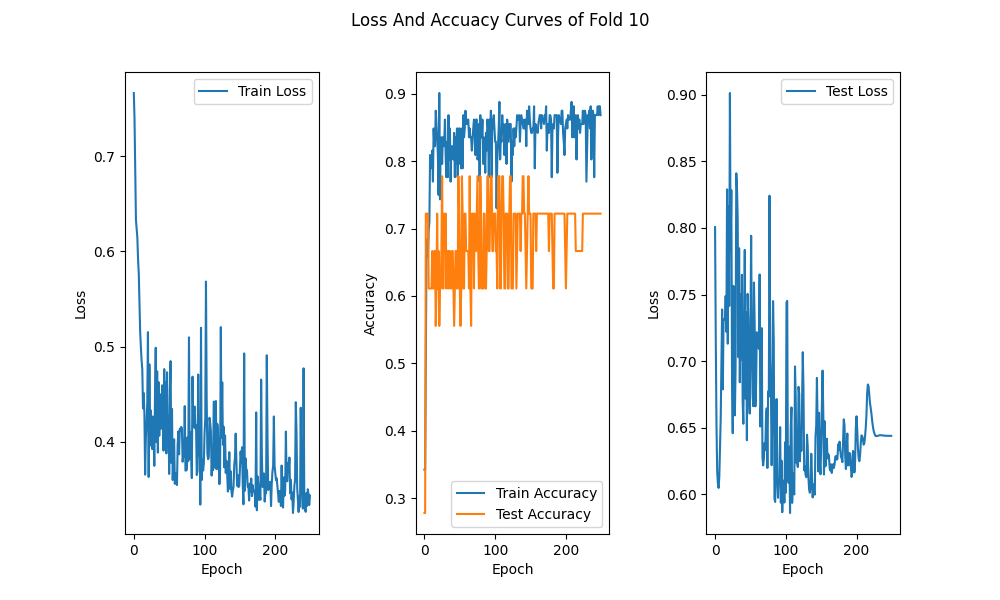 Loss And Accuacy Curves of Fold 10
Train Loss
0.7
0.6
0.5
0.4
Loss
0 100 200
Epoch
0.9
0.8
0.7
0.6
0.5
0.4
0.3
Accuracy
Train Accuracy
Test Accuracy
0 100 200
Epoch
Test Loss
0.90
0.85
0.80
0.75
0.70
0.65
0.60
Loss
0 100 200
Epoch